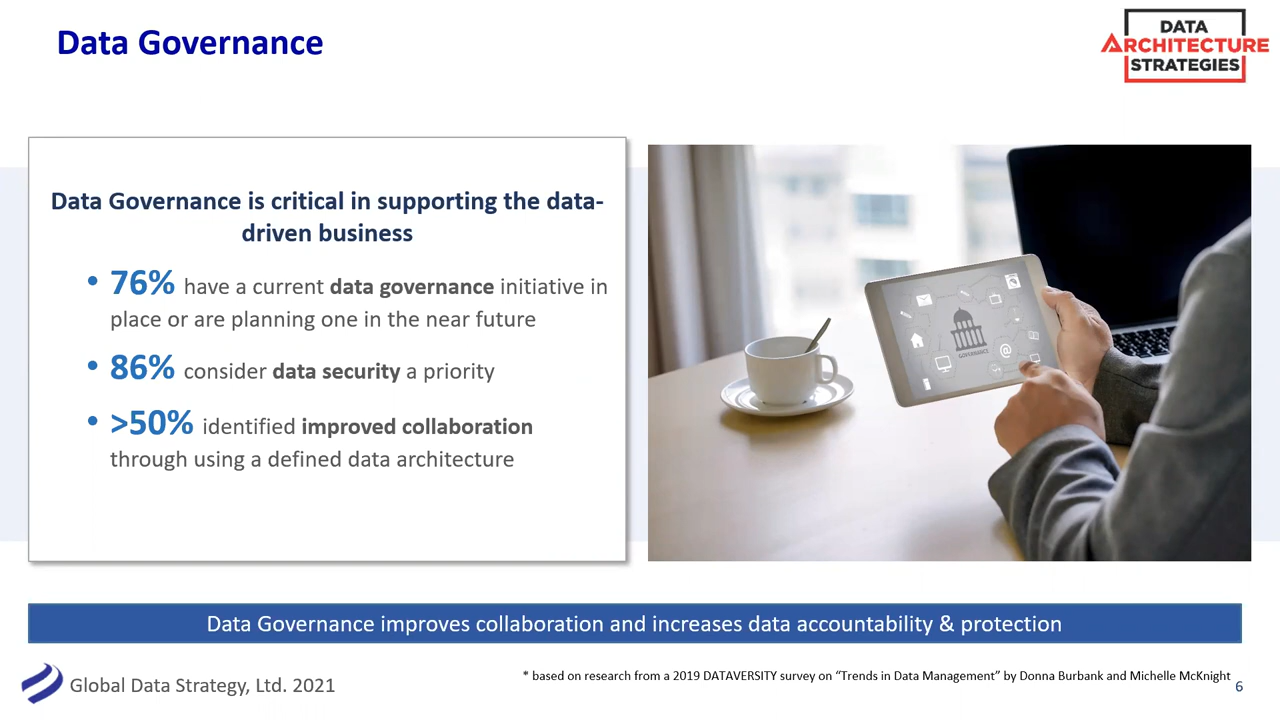 Data Governance
DATA
ARCHITECTURE
STRATEGIES
Data Governance is critical in supporting the data-
driven business
• 76% have a current data governance initiative in
place or are planning one in the near future
• 86% consider data security a priority
• >50% identified improved collaboration
through using a defined data architecture
GOVERNANCE
@
Data Governance improves collaboration and increases data accountability & protection
Global Data Strategy, Ltd. 2021
* based on research from a 2019 DATAVERSITY survey on “Trends in Data Management” by Donna Burbank and Michelle McKnight
6